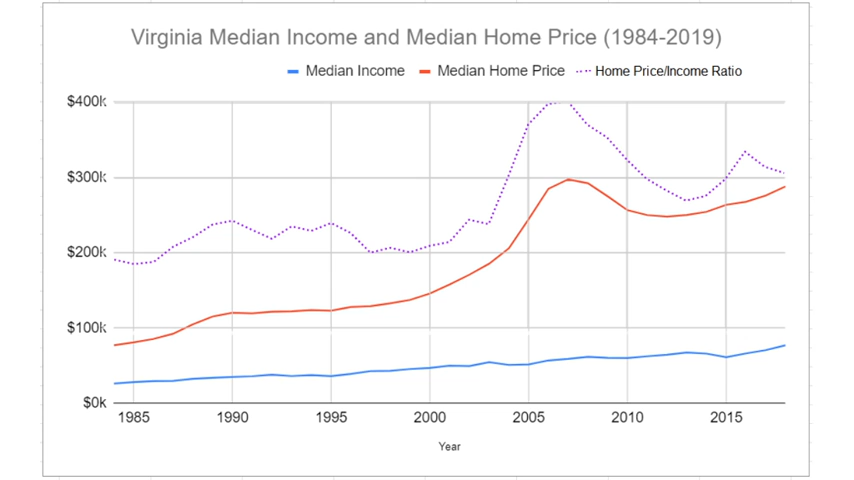 Virginia Median Income and Median Home Price (1984-2019)
Median Income Median Home Price Home Price/Income Ratio
$400k
$300k
$200k
$100k
$0k
1985 1990 1995 2000 2005 2010 2015
Year